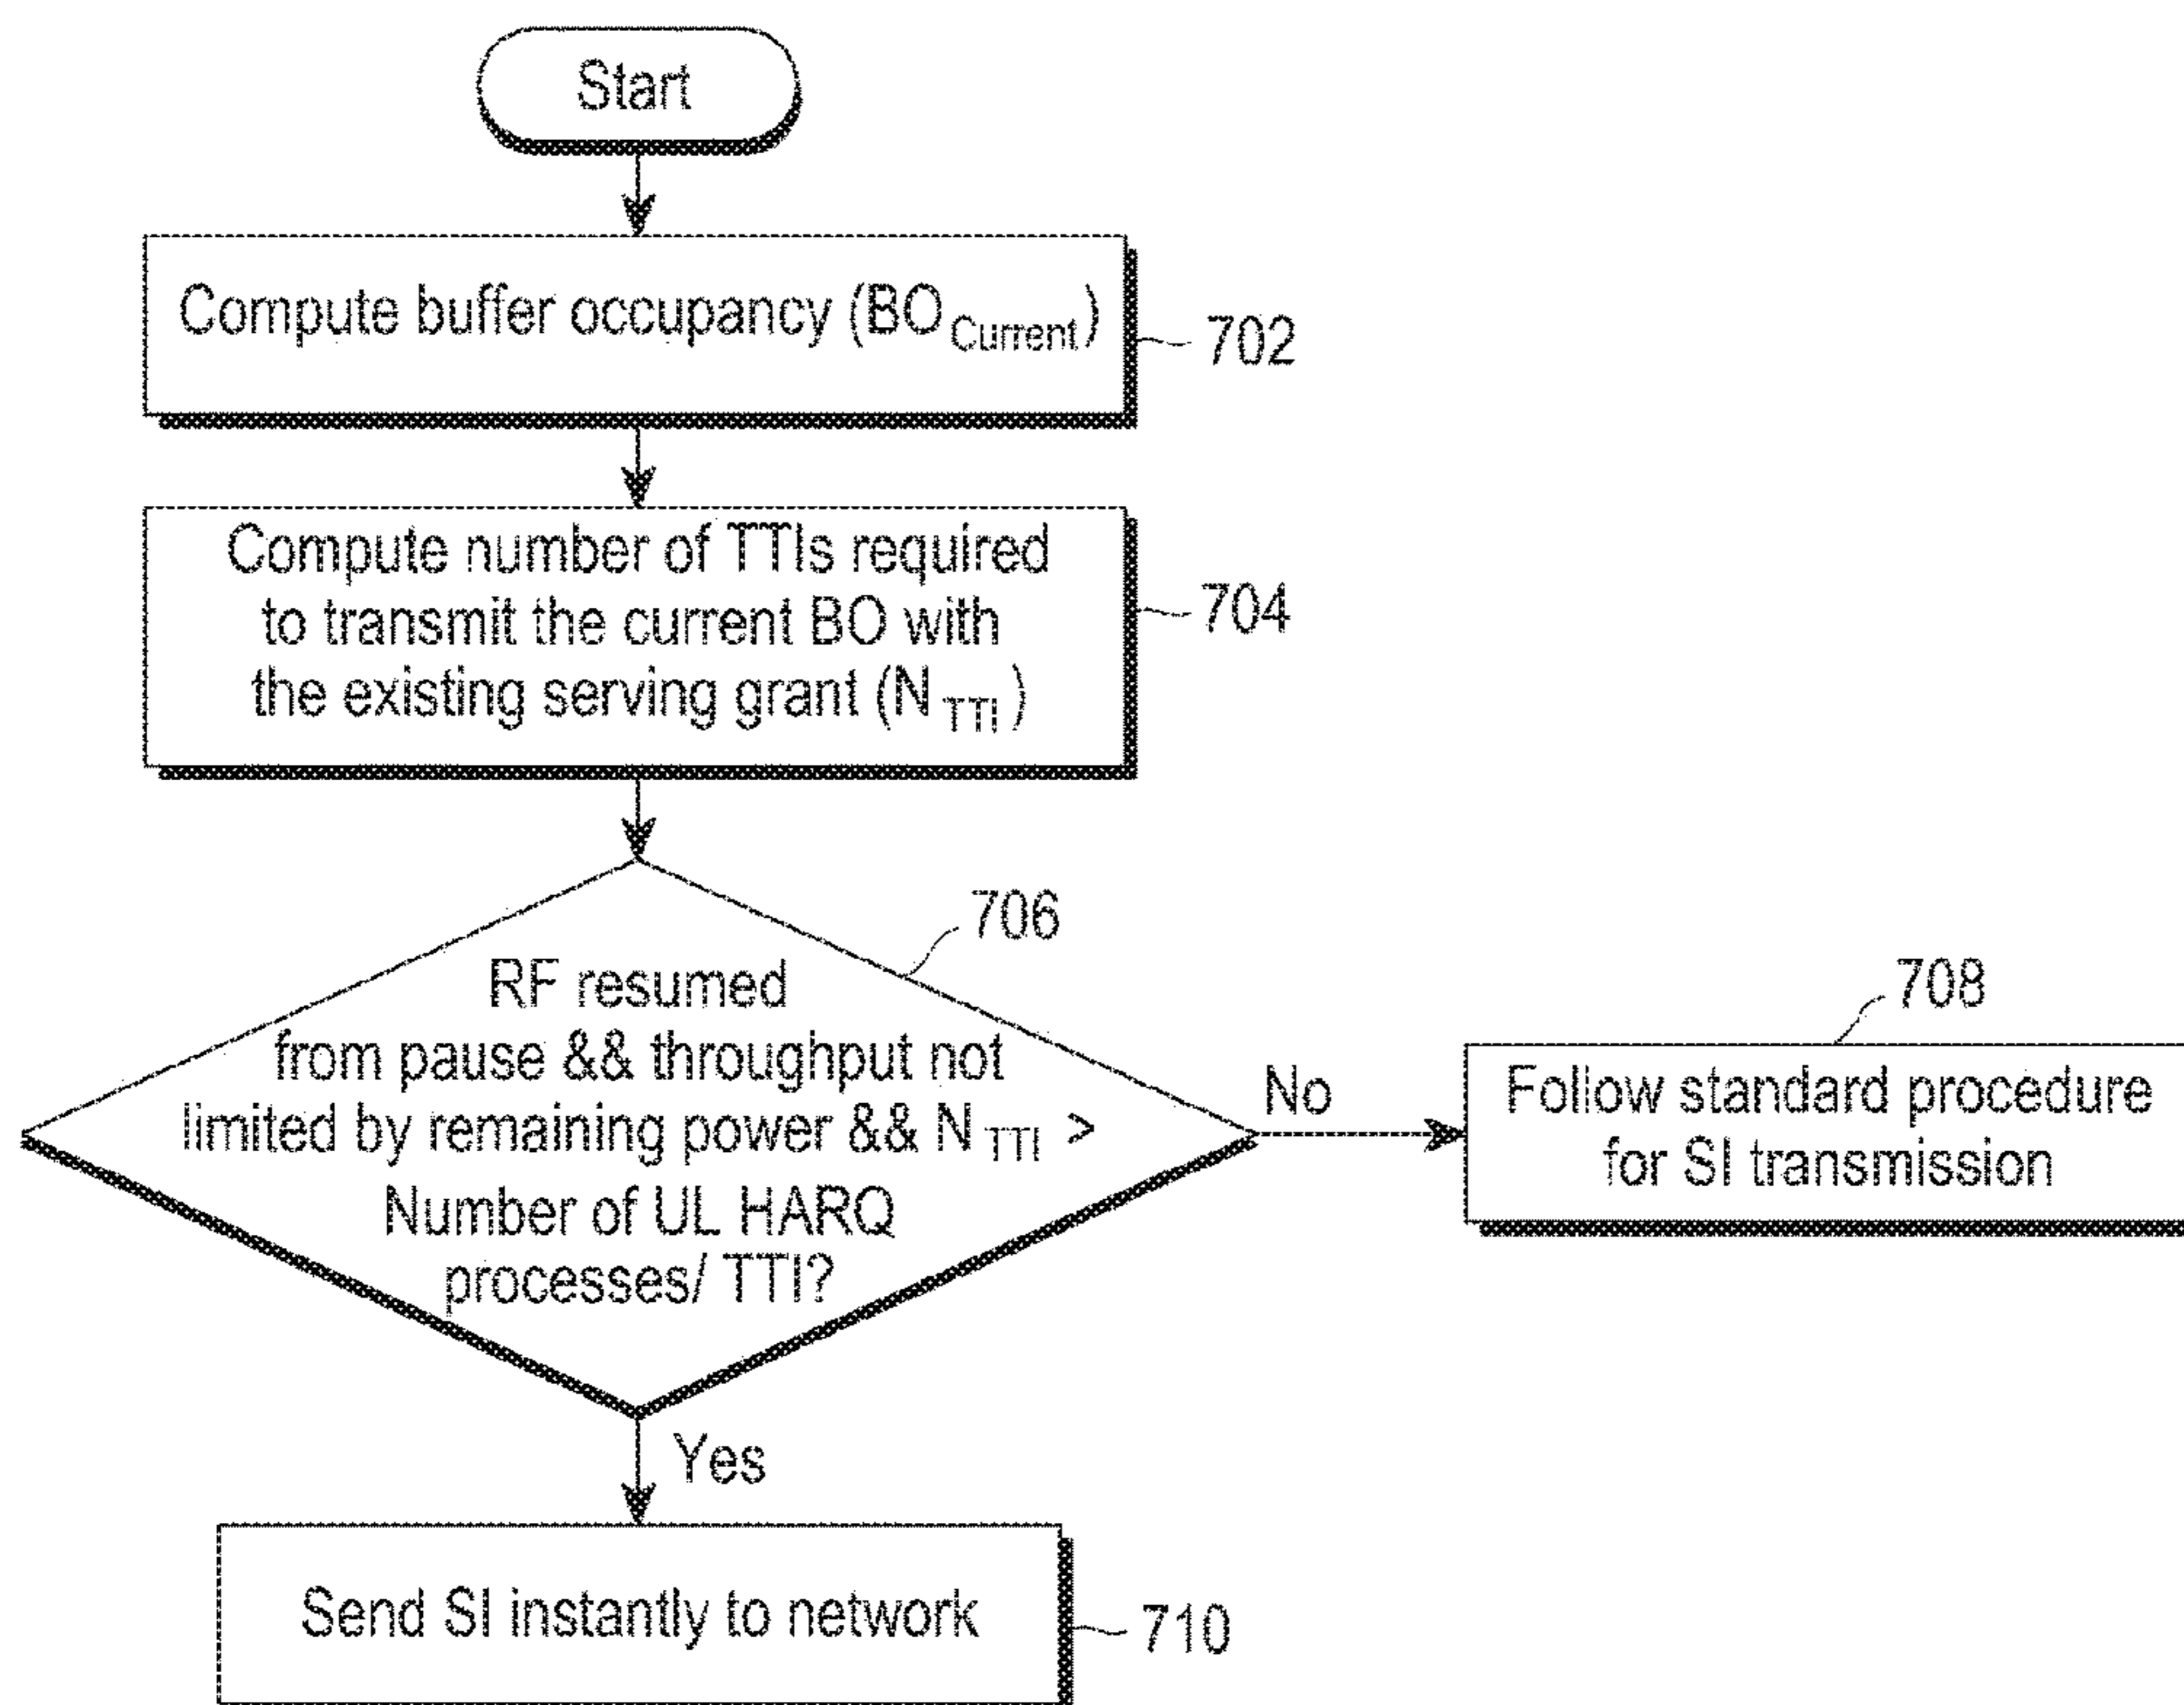 Start
Compute buffer occupancy (BO Current)
702
Compute number of TTIs required
to transmit the current BO with
the existing serving grant (N TTI)
704
706
RF resumed
from pause && throughput not
limited by remaining power && N TTI >
Number of UL HARQ
processes/ TTI?
No
708
Follow standard procedure
for SI transmission
Yes
Send SI instantly to network
710